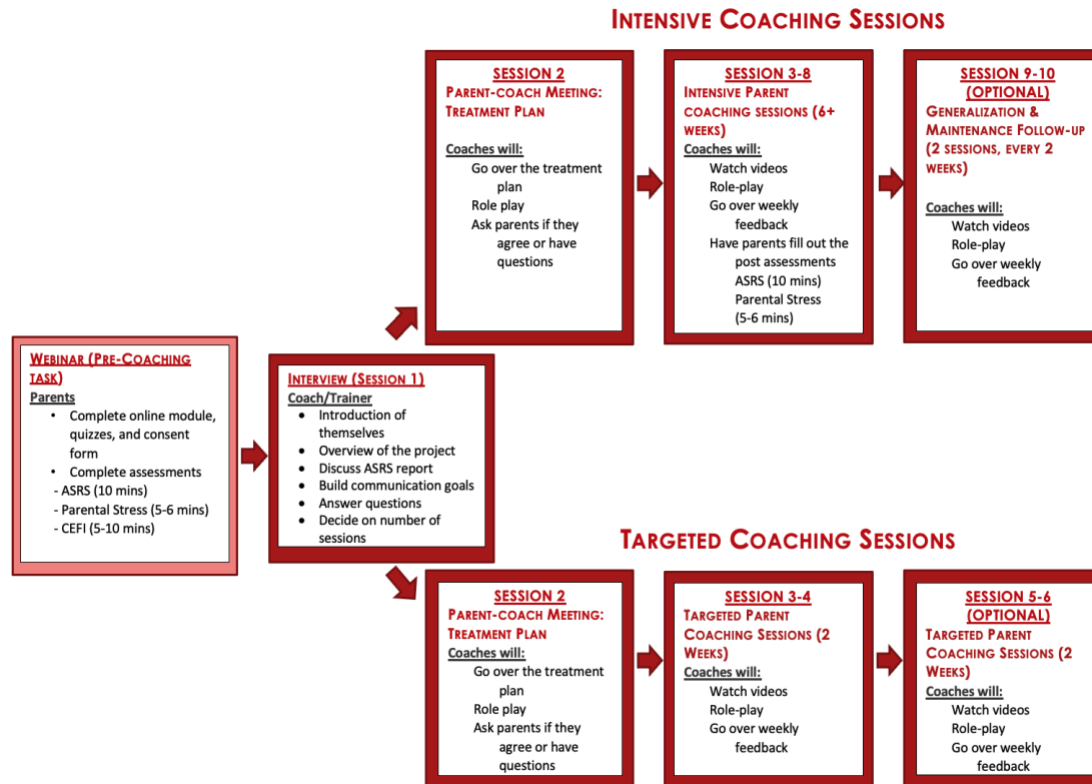 INTENSIVE COACHING SESSIONS
SESSION 2
PARENT-COACH MEETING:
TREATMENT PLAN
Coaches will:
Go over the treatment
plan
Role play
Ask parents if they
agree or have
questions
SESSION 3-8
INTENSIVE PARENT
COACHING SESSIONS (6+
WEEKS)
Coaches will:
Watch videos
Role-play
Go over weekly
feedback
Have parents fill out the
post assessments
ASRS (10 mins)
Parental Stress
(5-6 mins)
SESSION 9-10
(OPTIONAL)
GENERALIZATION &
MAINTENANCE FOLLOW-UP
(2 SESSIONS, EVERY 2
WEEKS)
Coaches will:
Watch videos
Role-play
Go over weekly
feedback
WEBINAR (PRE-COACHING
TASK)
Parents
• Complete online module,
quizzes, and consent
form
• Complete assessments
- ASRS (10 mins)
- Parental Stress (5-6 mins)
- CEFI (5-10 mins)
INTERVIEW (SESSION 1)
Coach/Trainer
• Introduction of
themselves
• Overview of the project
• Discuss ASRS report
• Build communication goals
• Answer questions
• Decide on number of
sessions
TARGETED COACHING SESSIONS
SESSION 2
PARENT-COACH MEETING:
TREATMENT PLAN
Coaches will:
Go over the treatment
plan
Role play
Ask parents if they
agree or have
questions
SESSION 3-4
TARGETED PARENT
COACHING SESSIONS (2
WEEKS)
Coaches will:
Watch videos
Role-play
Go over weekly
feedback
SESSION 5-6
(OPTIONAL)
TARGETED PARENT
COACHING SESSIONS (2
WEEKS)
Coaches will:
Watch videos
Role-play
Go over weekly
feedback